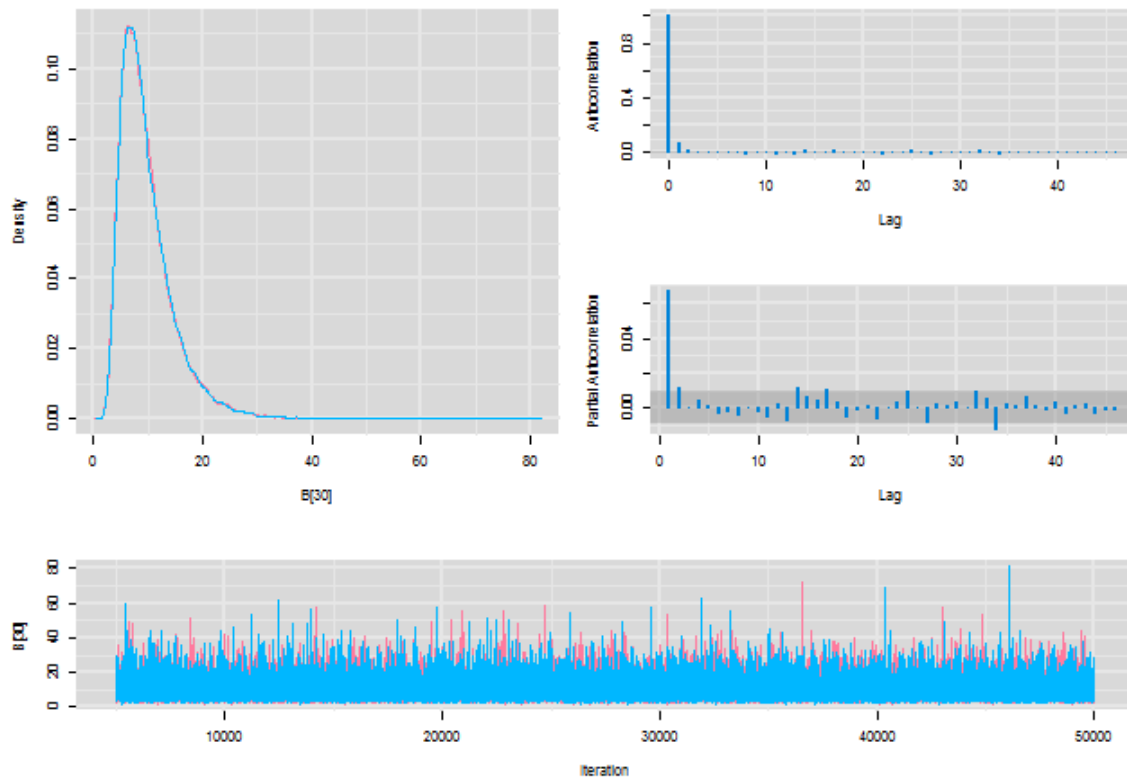 Density
0.00 0.02 0.04 0.06 0.08 0.10
0 20 40 60 80
B[30]
Autocorrelation
0.0 0.4 0.8
0 10 20 30 40
Lag
Partial Autocorrelation
0.00 0.04
0 10 20 30 40
Lag
B[30]
0 20 40 60 80
10000 20000 30000 40000 50000
Iteration